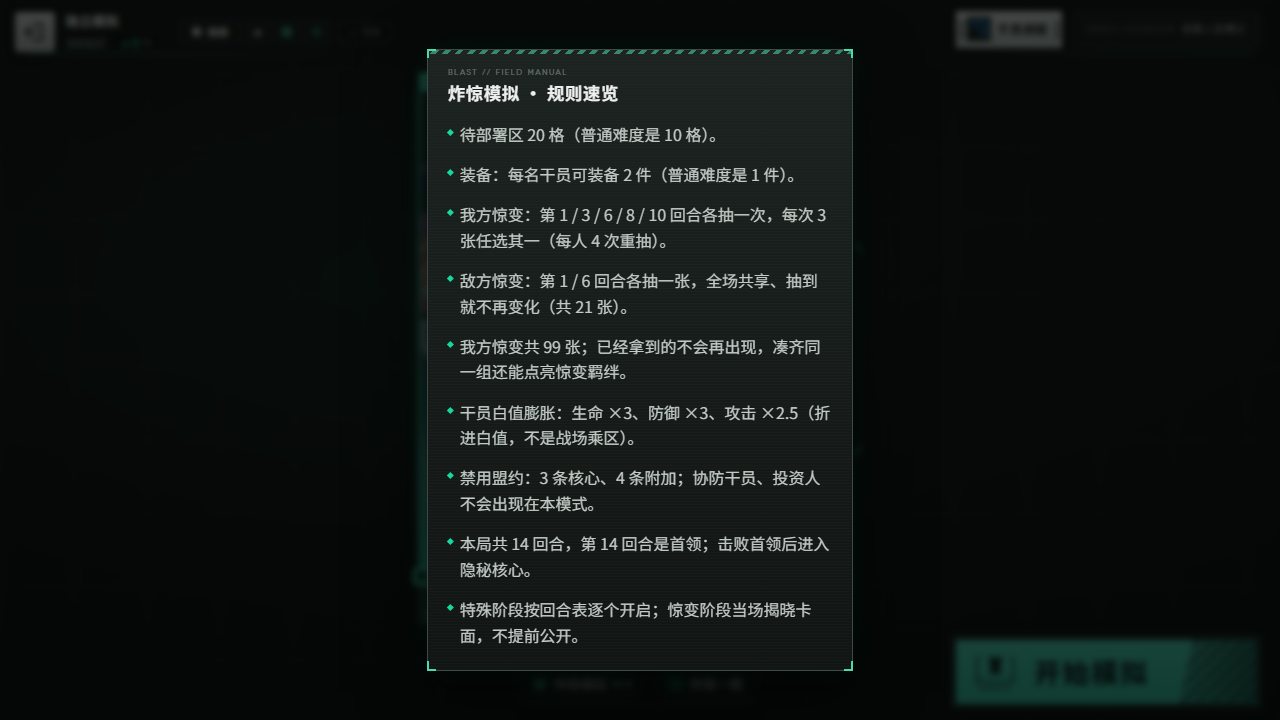 BLAST // FIELD MANUAL
炸惊模拟 · 规则速览
待部署区 20 格（普通难度是 10 格）。
装备：每名干员可装备 2 件（普通难度是 1 件）。
我方惊变：第 1 / 3 / 6 / 8 / 10 回合各抽一次，每次 3
张任选其一（每人 4 次重抽）。
敌方惊变：第 1 / 6 回合各抽一张，全场共享、抽到
就不再变化（共 21 张）。
我方惊变共 99 张；已经拿到的不会再出现，凑齐同
一组还能点亮惊变羁绊。
干员白值膨胀：生命 ×3、防御 ×3、攻击 ×2.5（折
进白值，不是战场乘区）。
禁用盟约：3 条核心、4 条附加；协防干员、投资人
不会出现在本模式。
本局共 14 回合，第 14 回合是首领；击败首领后进入
隐秘核心。
特殊阶段按回合表逐个开启；惊变阶段当场揭晓卡
面，不提前公开。
开始模拟